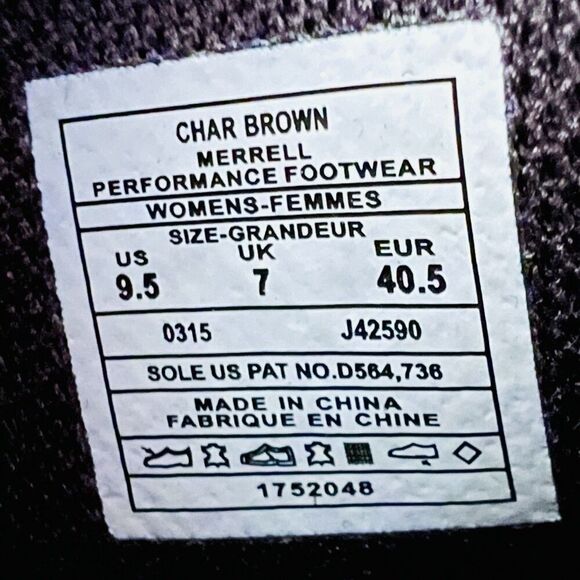 CHAR BROWN
MERRELL
PERFORMANCE FOOTWEAR
WOMENS-FEMMES
SIZE-GRANDEUR
US UK EUR
9.5 7 40.5
0315 J42590
SOLE US PAT NO.D564,736
MADE IN CHINA
FABRIQUE EN CHINE
1752048